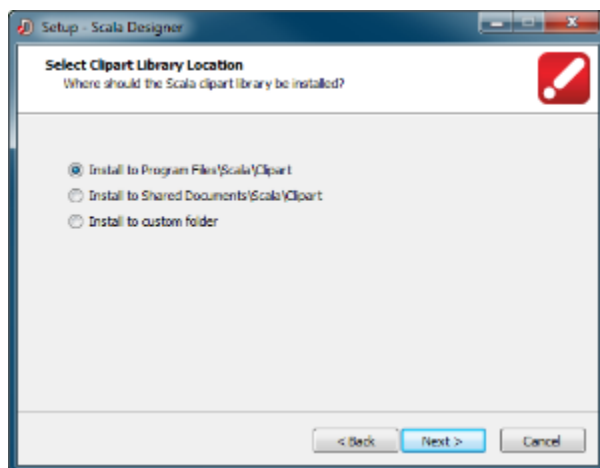 Setup - Scala Designer
Select Clipart Library Location
Where should the Scala clipart library be installed?
Install to Program Files\Scala\Clipart
Install to Shared Documents\Scala\Clipart
Install to custom folder
< Back Next > Cancel